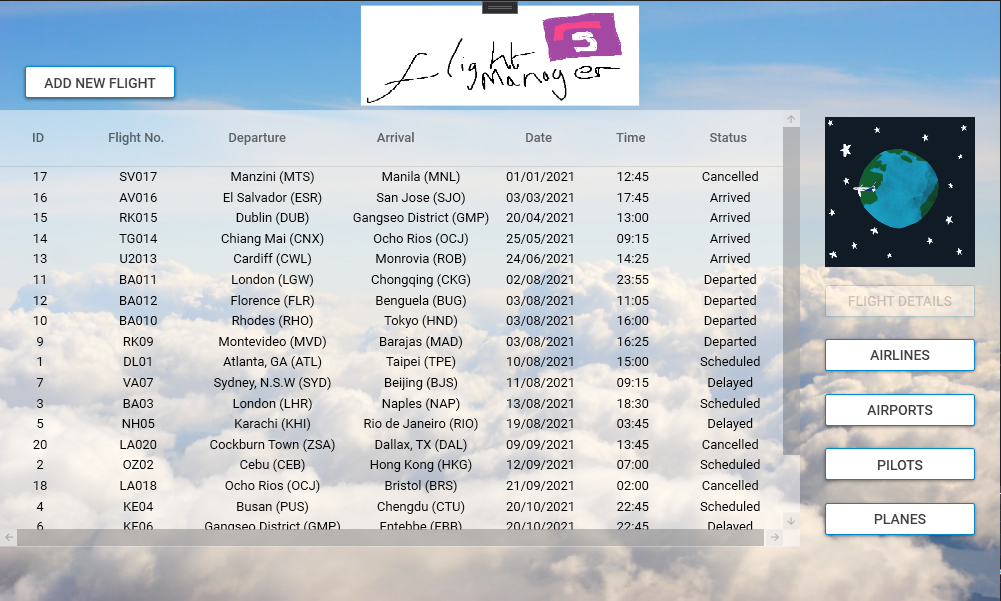 flight
manager
S
ADD NEW FLIGHT
ID Flight No. Departure Arrival Date Time Status
17 SV017 Manzini (MTS) Manila (MNL) 01/01/2021 12:45 Cancelled
16 AV016 El Salvador (ESR) San Jose (SJO) 03/03/2021 17:45 Arrived
15 RK015 Dublin (DUB) Gangseo District (GMP) 20/04/2021 13:00 Arrived
14 TG014 Chiang Mai (CNX) Ocho Rios (OCJ) 25/05/2021 09:15 Arrived
13 U2013 Cardiff (CWL) Monrovia (ROB) 24/06/2021 14:25 Arrived
11 BA011 London (LGW) Chongqing (CKG) 02/08/2021 23:55 Departed
12 BA012 Florence (FLR) Benguela (BUG) 03/08/2021 11:05 Departed
10 BA010 Rhodes (RHO) Tokyo (HND) 03/08/2021 16:00 Departed
9 RK09 Montevideo (MVD) Barajas (MAD) 03/08/2021 16:25 Departed
1 DL01 Atlanta, GA (ATL) Taipei (TPE) 10/08/2021 15:00 Scheduled
7 VA07 Sydney, N.S.W (SYD) Beijing (BJS) 11/08/2021 09:15 Delayed
3 BA03 London (LHR) Naples (NAP) 13/08/2021 18:30 Scheduled
5 NH05 Karachi (KHI) Rio de Janeiro (RIO) 19/08/2021 03:45 Delayed
20 LA020 Cockburn Town (ZSA) Dallax, TX (DAL) 09/09/2021 13:45 Cancelled
2 OZ02 Cebu (CEB) Hong Kong (HKG) 12/09/2021 07:00 Scheduled
18 LA018 Ocho Rios (OCJ) Bristol (BRS) 21/09/2021 02:00 Cancelled
4 KE04 Busan (PUS) Chengdu (CTU) 20/10/2021 22:45 Scheduled
6 KE06 Gangseo District (GMP) Entebbe (EBB) 20/10/2021 22:45 Delayed
FLIGHT DETAILS
AIRLINES
AIRPORTS
PILOTS
PLANES